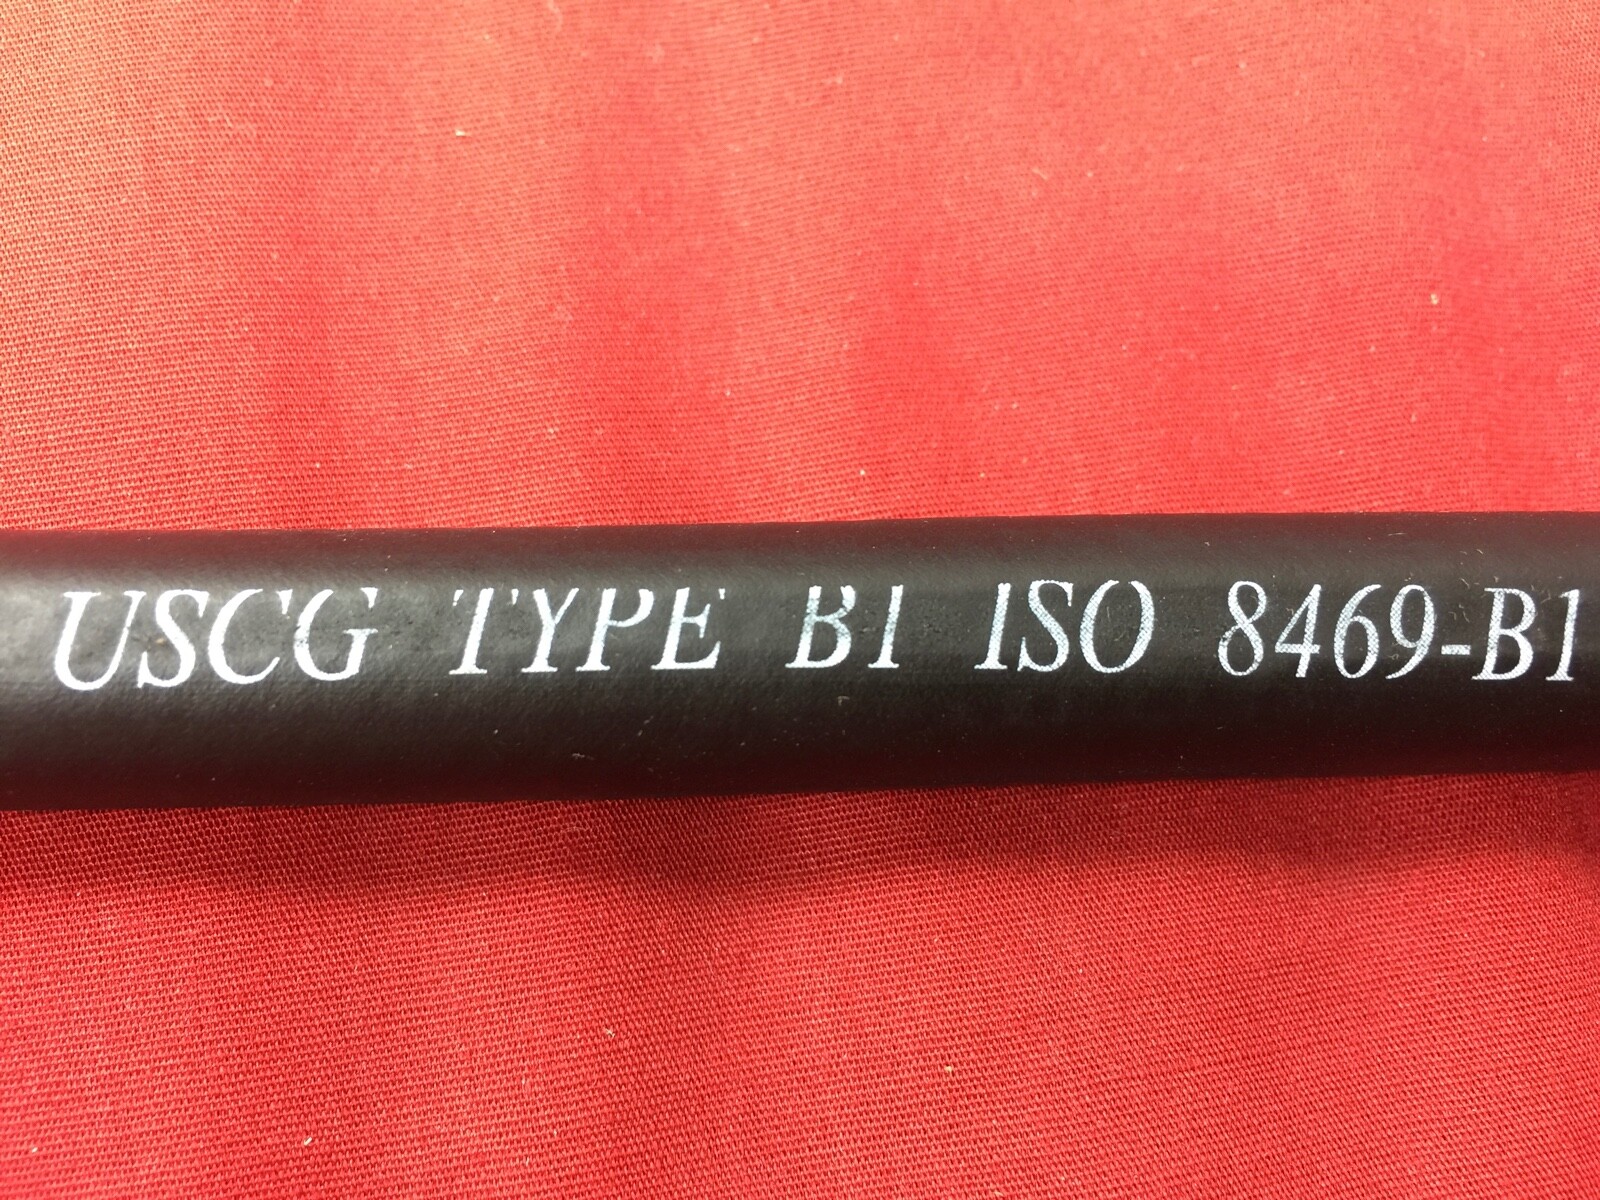 USCG TYPE B1 ISO 8469-B1